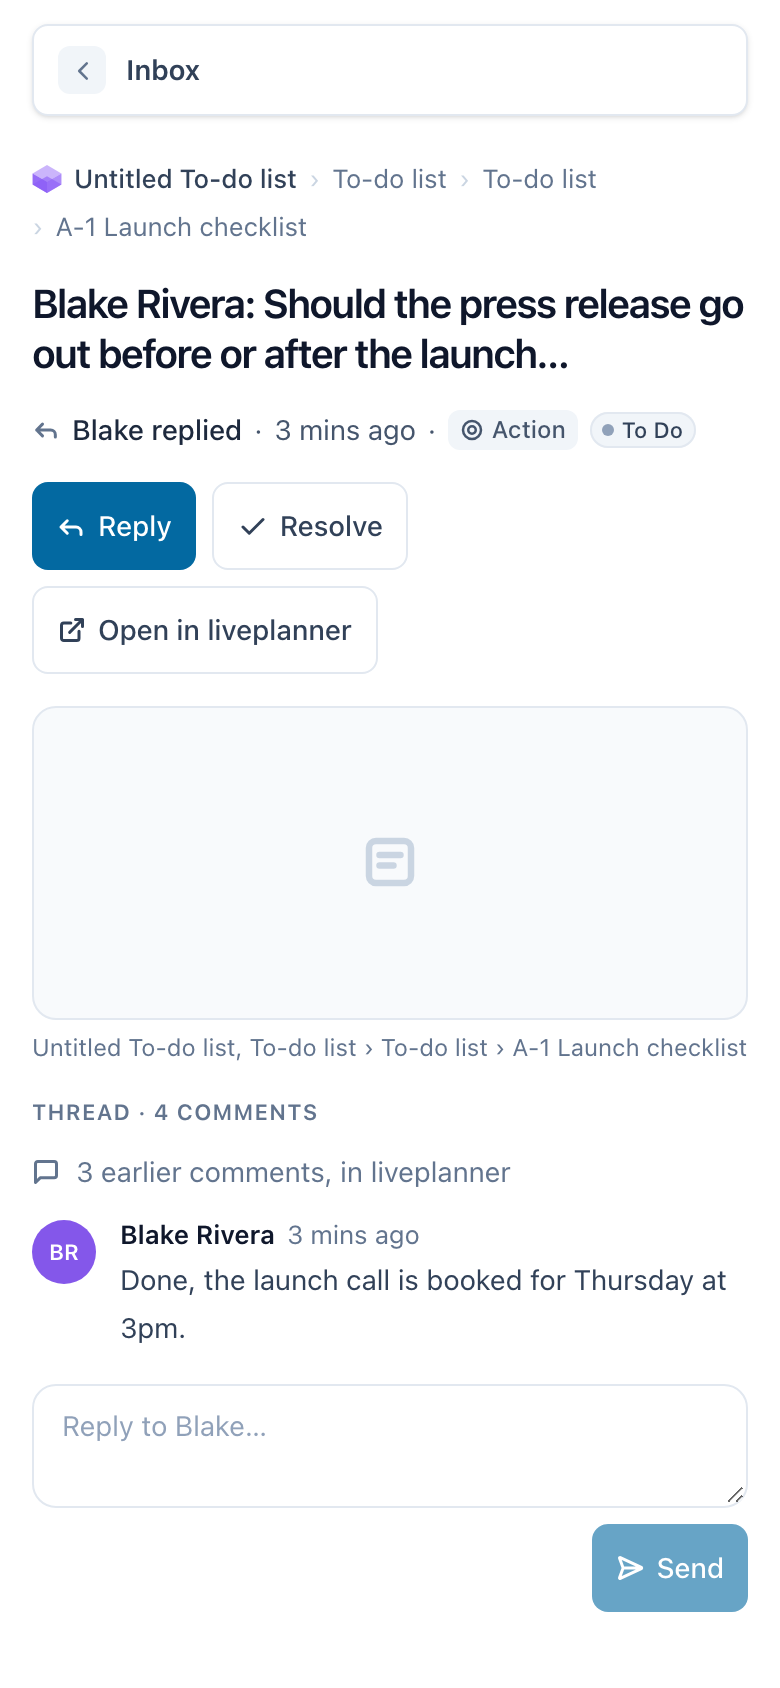 Inbox
Untitled To-do list › To-do list › To-do list
› A-1 Launch checklist
Blake Rivera: Should the press release go
out before or after the launch...
Blake replied · 3 mins ago · Action To Do
Reply Resolve
Open in liveplanner
Untitled To-do list, To-do list › To-do list › A-1 Launch checklist
THREAD · 4 COMMENTS
3 earlier comments, in liveplanner
BR Blake Rivera 3 mins ago
Done, the launch call is booked for Thursday at
3pm.
Reply to Blake...
Send